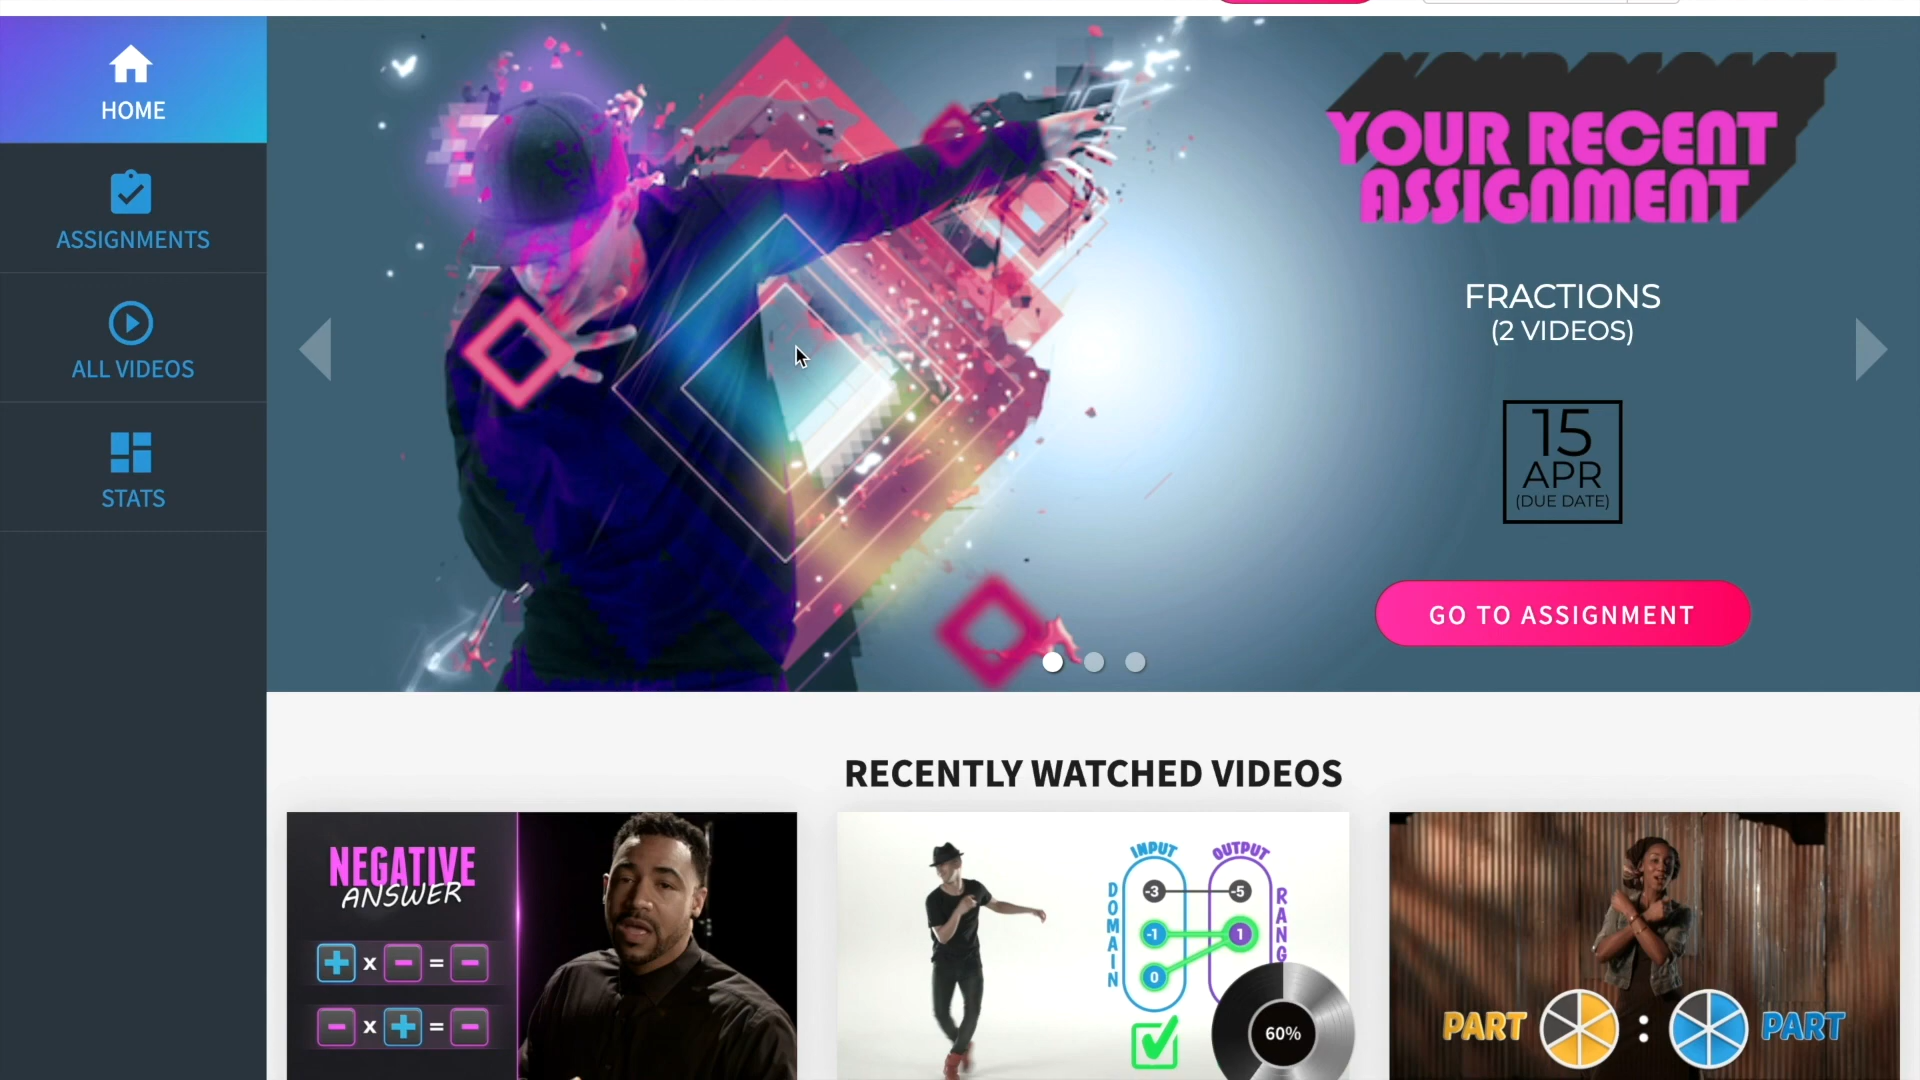 HOME
ASSIGNMENTS
ALL VIDEOS
STATS
YOUR RECENT
ASSIGNMENT
FRACTIONS
(2 VIDEOS)
15
APR
(DUE DATE)
GO TO ASSIGNMENT
RECENTLY WATCHED VIDEOS
NEGATIVE
ANSWER
+ x - = -
- x + = -
INPUT OUTPUT
DOMAIN
RANG
-3 -5
-1 1
0
60%
PART : PART